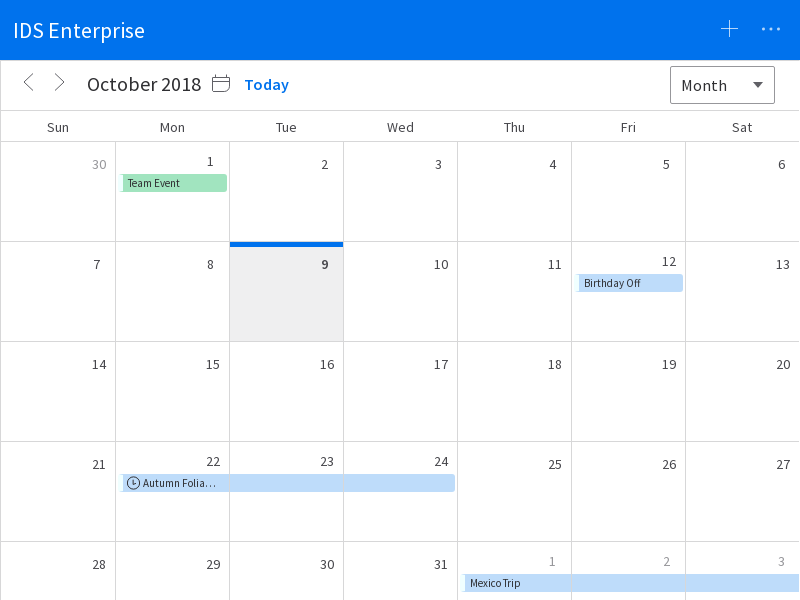 IDS Enterprise
October 2018 Today Month
Sun Mon Tue Wed Thu Fri Sat
30 1 2 3 4 5 6
Team Event
7 8 9 10 11 12 13
Birthday Off
14 15 16 17 18 19 20
21 22 23 24 25 26 27
Autumn Folia...
28 29 30 31 1 2 3
Mexico Trip